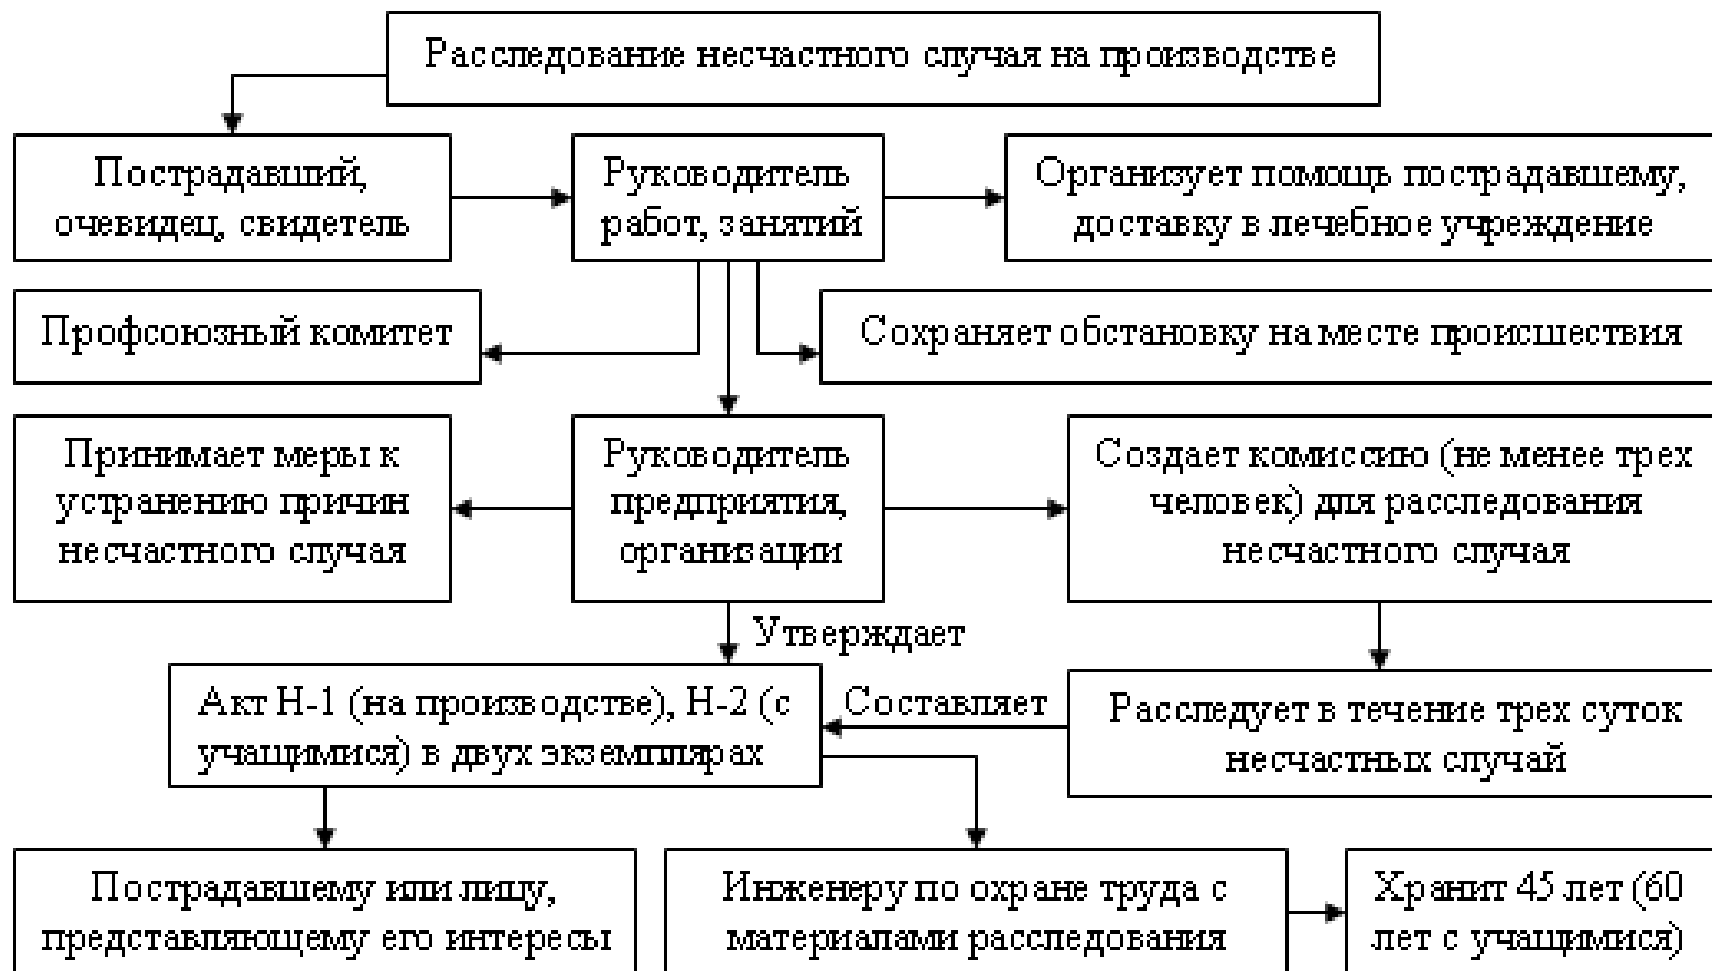 Расследование несчастного случая на производстве
Пострадавший,
очевидец, свидетель
Руководитель
работ, занятий
Организует помощь пострадавшему,
доставку в лечебное учреждение
Профсоюзный комитет
Сохраняет обстановку на месте происшествия
Принимает меры к
устранению причин
несчастного случая
Руководитель
предприятия,
организации
Создает комиссию (не менее трех
человек) для расследования
несчастного случая
Утверждает
Акт Н-1 (на производстве), Н-2 (с
учащимися) в двух экземплярах
Составляет
Расследует в течение трех суток
несчастных случай
Пострадавшему или лицу,
представляющему его интересы
Инженеру по охране труда с
материалами расследования
Хранит 45 лет (60
лет с учащимися)